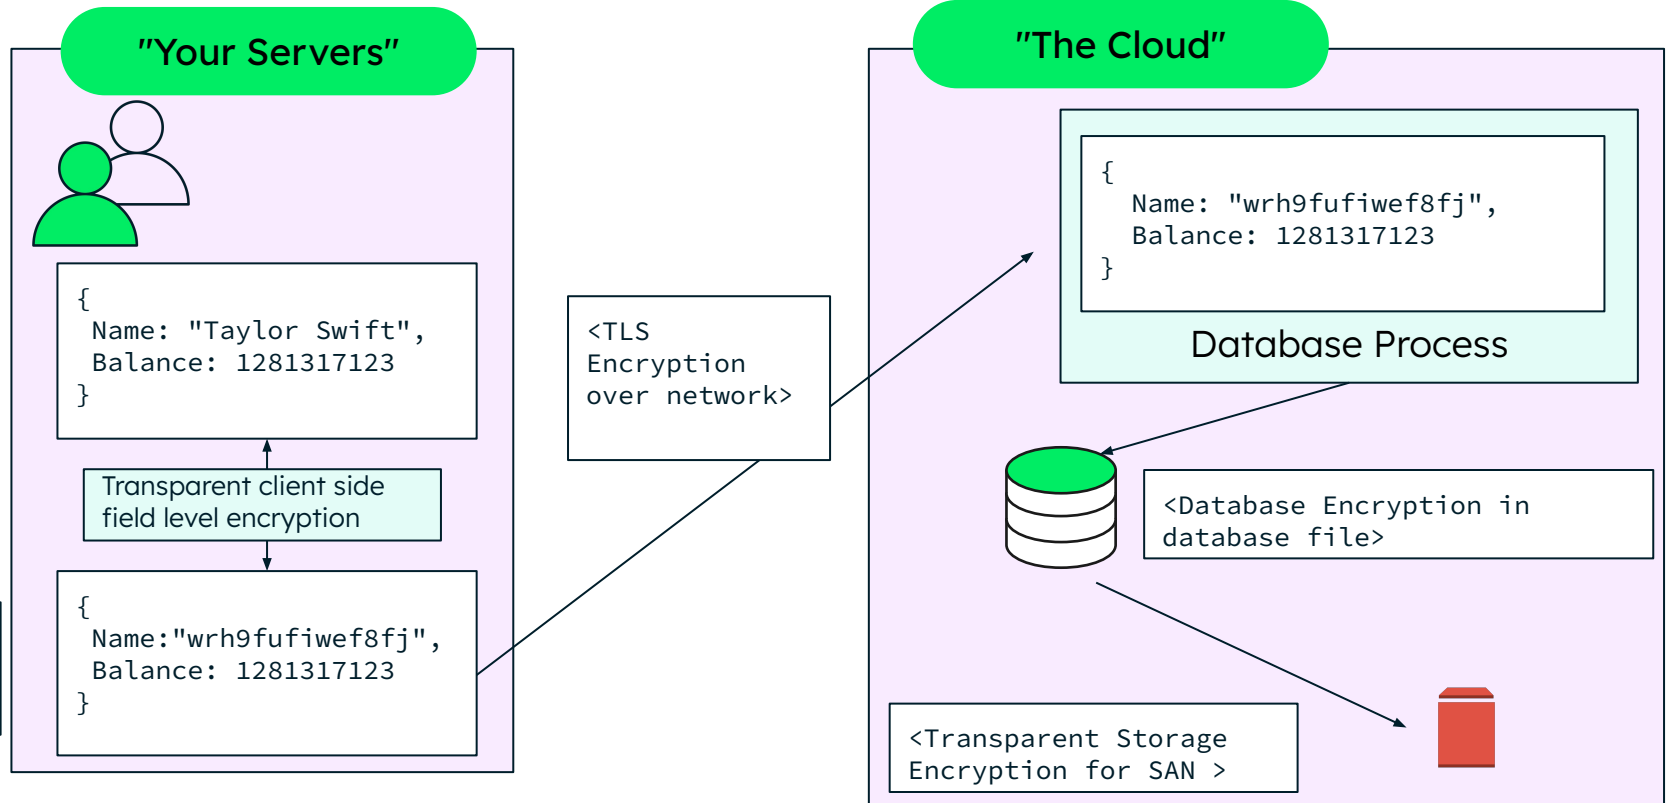 "Your Servers"
{
Name: "Taylor Swift",
Balance: 1281317123
}
Transparent client side
field level encryption
{
Name:"wrh9fufiwef8fj",
Balance: 1281317123
}
<TLS
Encryption
over network>
"The Cloud"
{
Name: "wrh9fufiwef8fj",
Balance: 1281317123
}
Database Process
<Database Encryption in
database file>
<Transparent Storage
Encryption for SAN >